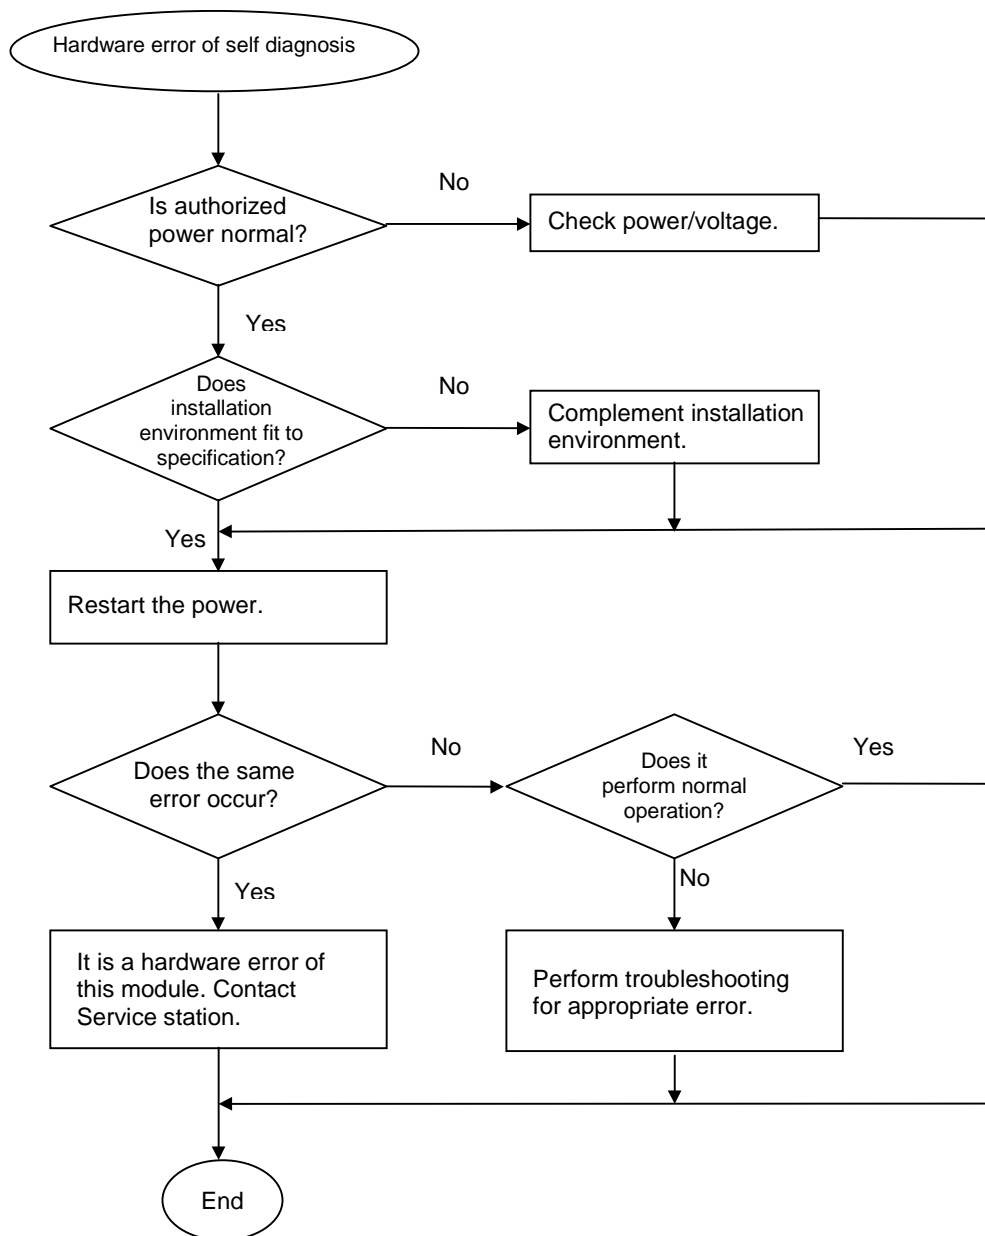 Hardware error of self diagnosis
Is authorized
power normal?
No
Check power/voltage.
Yes
Does
installation
environment fit to
specification?
No
Complement installation
environment.
Yes
Restart the power.
Does the same
error occur?
No
Does it
perform normal
operation?
Yes
Yes
No
It is a hardware error of
this module. Contact
Service station.
Perform troubleshooting
for appropriate error.
End